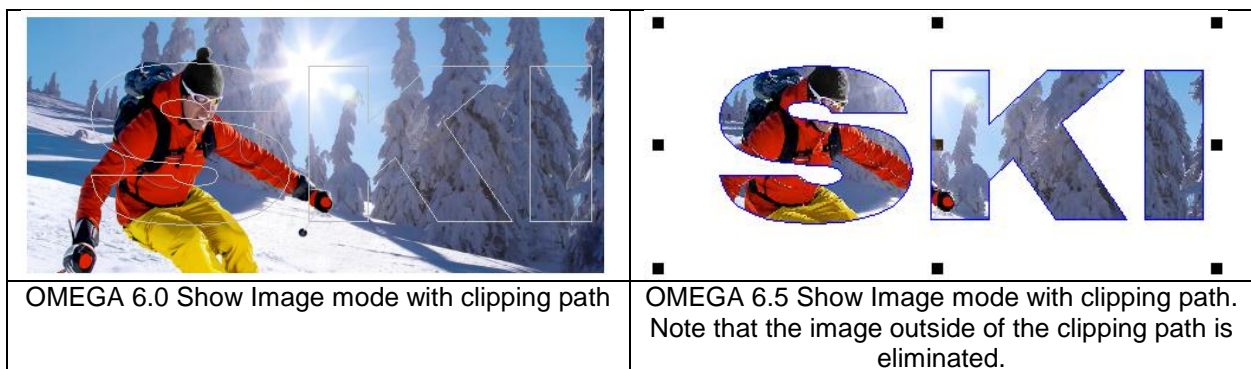 SKI
SKI
OMEGA 6.0 Show Image mode with clipping path
OMEGA 6.5 Show Image mode with clipping path.
Note that the image outside of the clipping path is
eliminated.